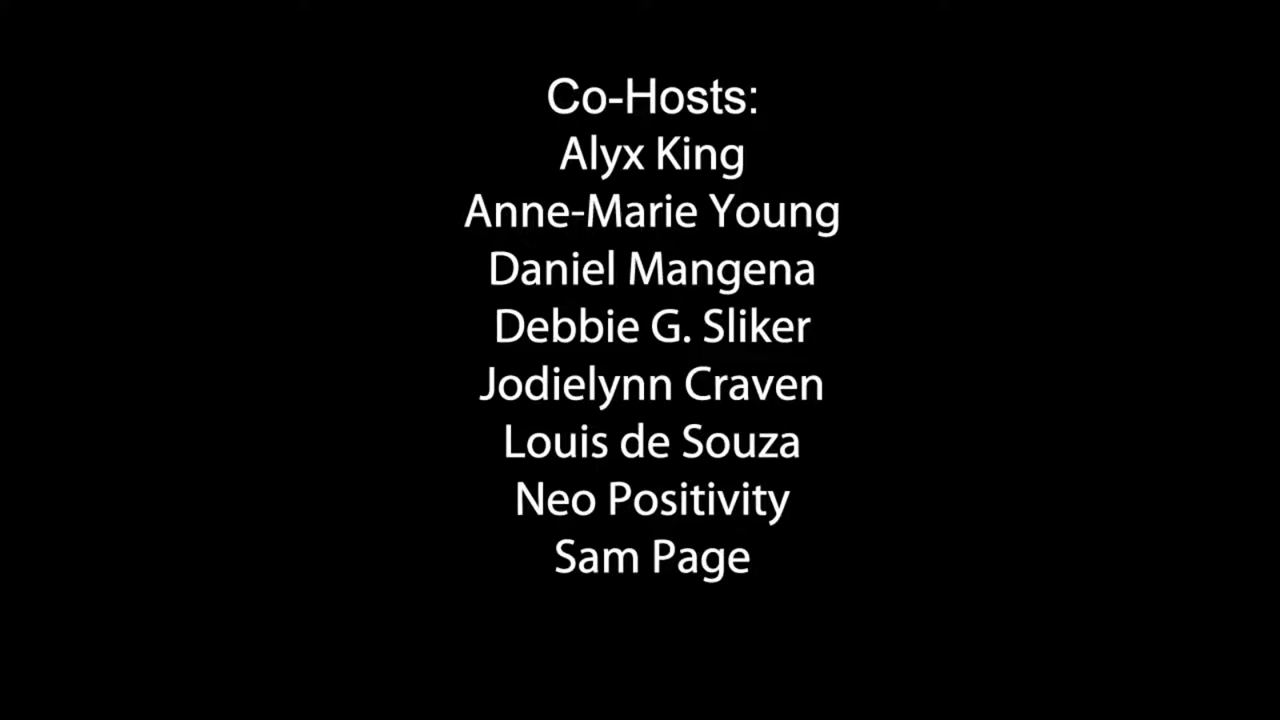 Co-Hosts:
Alyx King
Anne-Marie Young
Daniel Mangena
Debbie G. Sliker
Jodielynn Craven
Louis de Souza
Neo Positivity
Sam Page